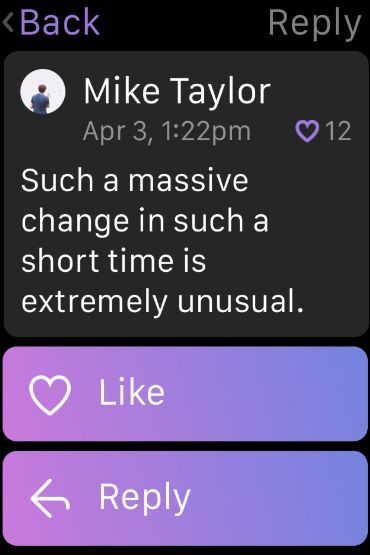 Back Reply
Mike Taylor
Apr 3, 1:22pm 12
Such a massive
change in such a
short time is
extremely unusual.
Like
Reply